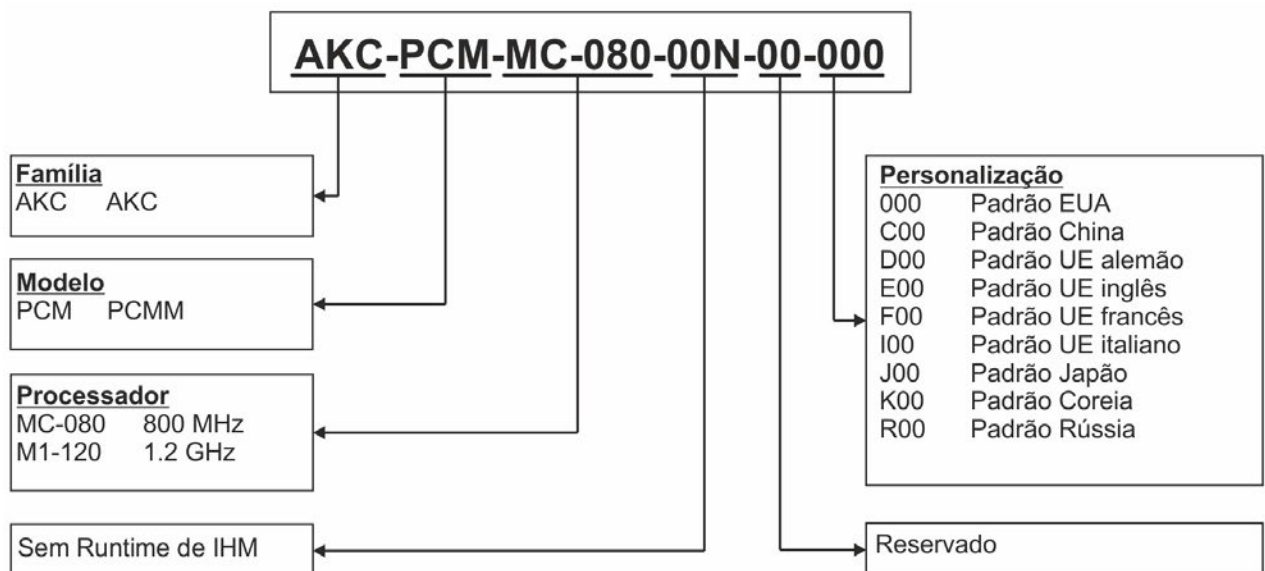 AKC-PCM-MC-080-00N-00-000
Família
AKC AKC
Modelo
PCM PCMM
Processador
MC-080 800 MHz
M1-120 1.2 GHz
Sem Runtime de IHM
Personalização
000 Padrão EUA
C00 Padrão China
D00 Padrão UE alemão
E00 Padrão UE inglês
F00 Padrão UE francês
I00 Padrão UE italiano
J00 Padrão Japão
K00 Padrão Coreia
R00 Padrão Rússia
Reservado